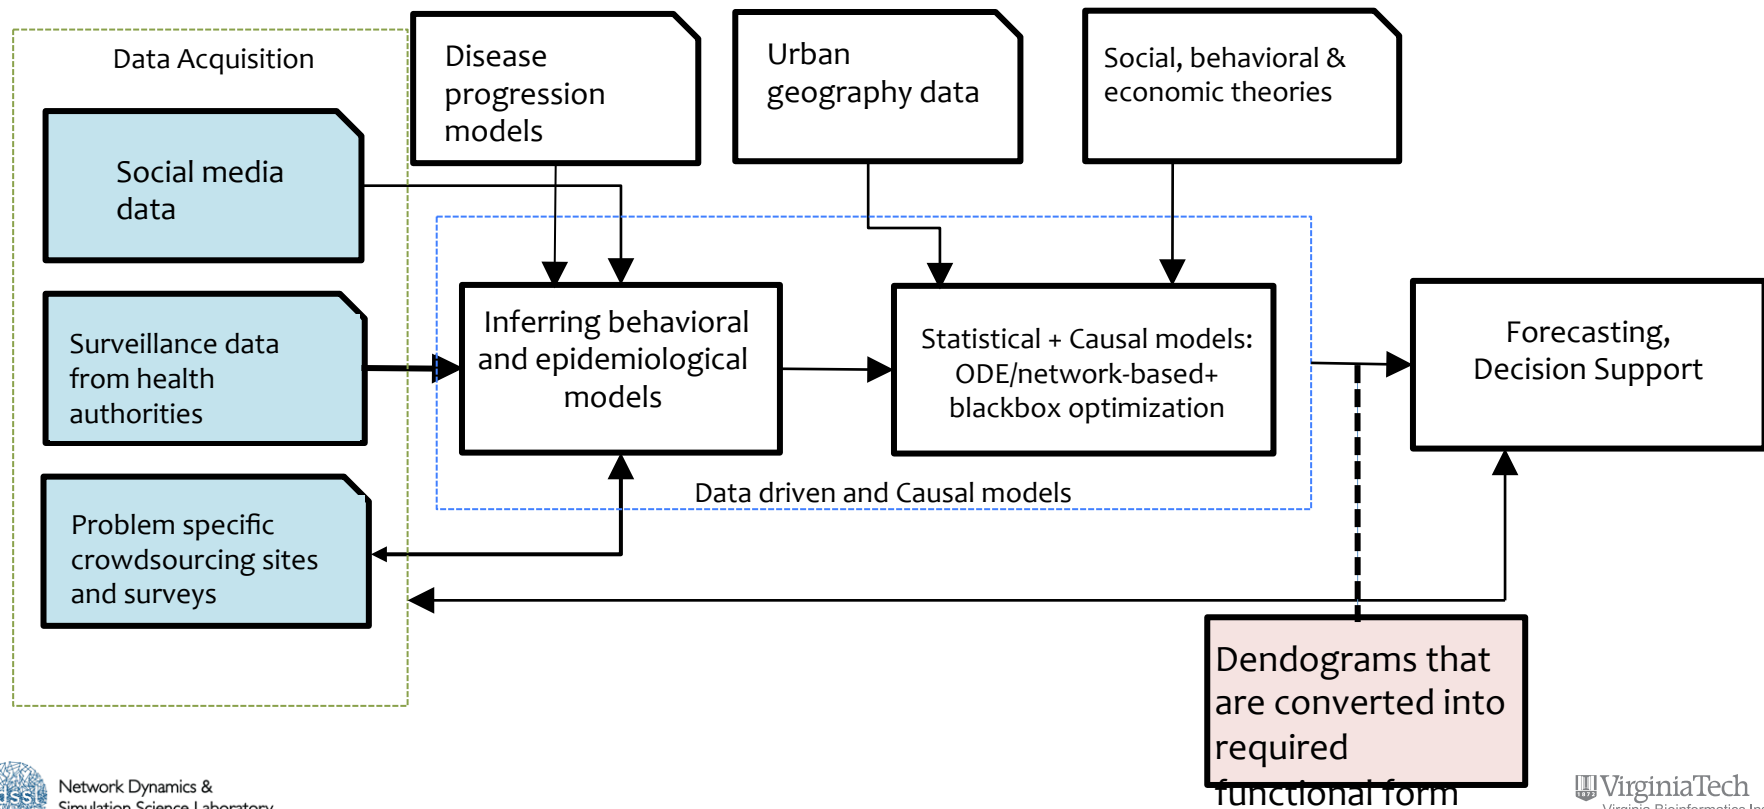 Data Acquisition
Disease
progression
models
Urban
geography data
Social, behavioral &
economic theories
Social media
data
Surveillance data
from health
authorities
Problem specific
crowdsourcing sites
and surveys
Inferring behavioral
and epidemiological
models
Statistical + Causal models:
ODE/network-based+
blackbox optimization
Data driven and Causal models
Forecasting,
Decision Support
Dendograms that
are converted into
required
functional form
Network Dynamics &
Simulation Science Laboratory
VirginiaTech
Virginia Bioinformatics